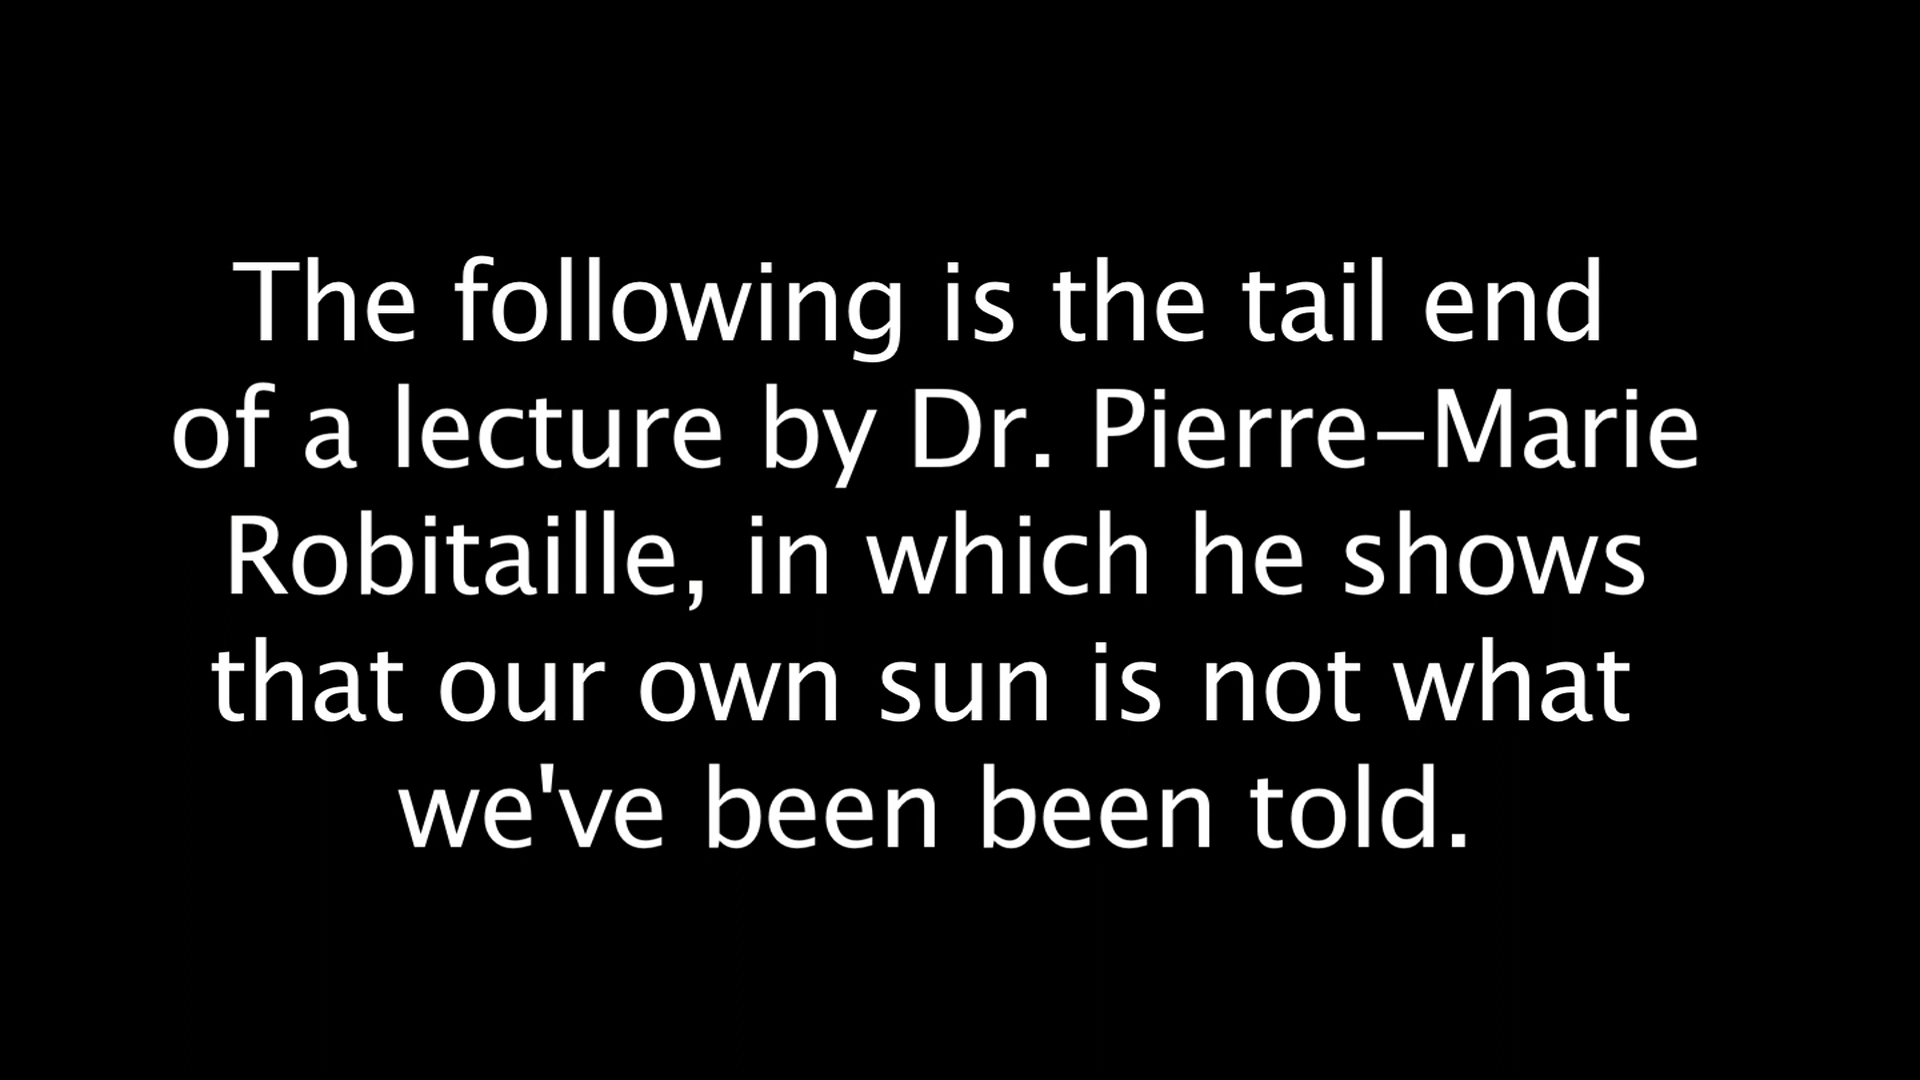 The following is the tail end
of a lecture by Dr. Pierre-Marie
Robitaille, in which he shows
that our own sun is not what
we've been been told.